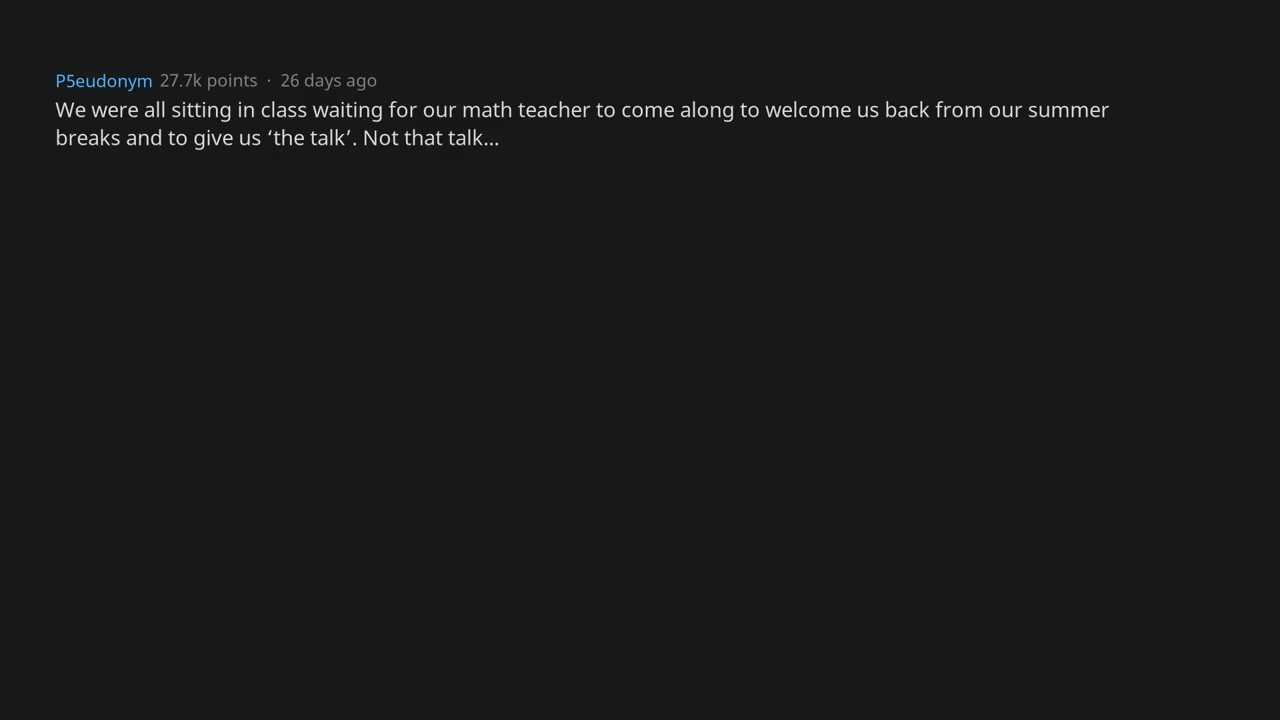 P5eudonym 27.7k points · 26 days ago
We were all sitting in class waiting for our math teacher to come along to welcome us back from our summer
breaks and to give us ‘the talk’. Not that talk...